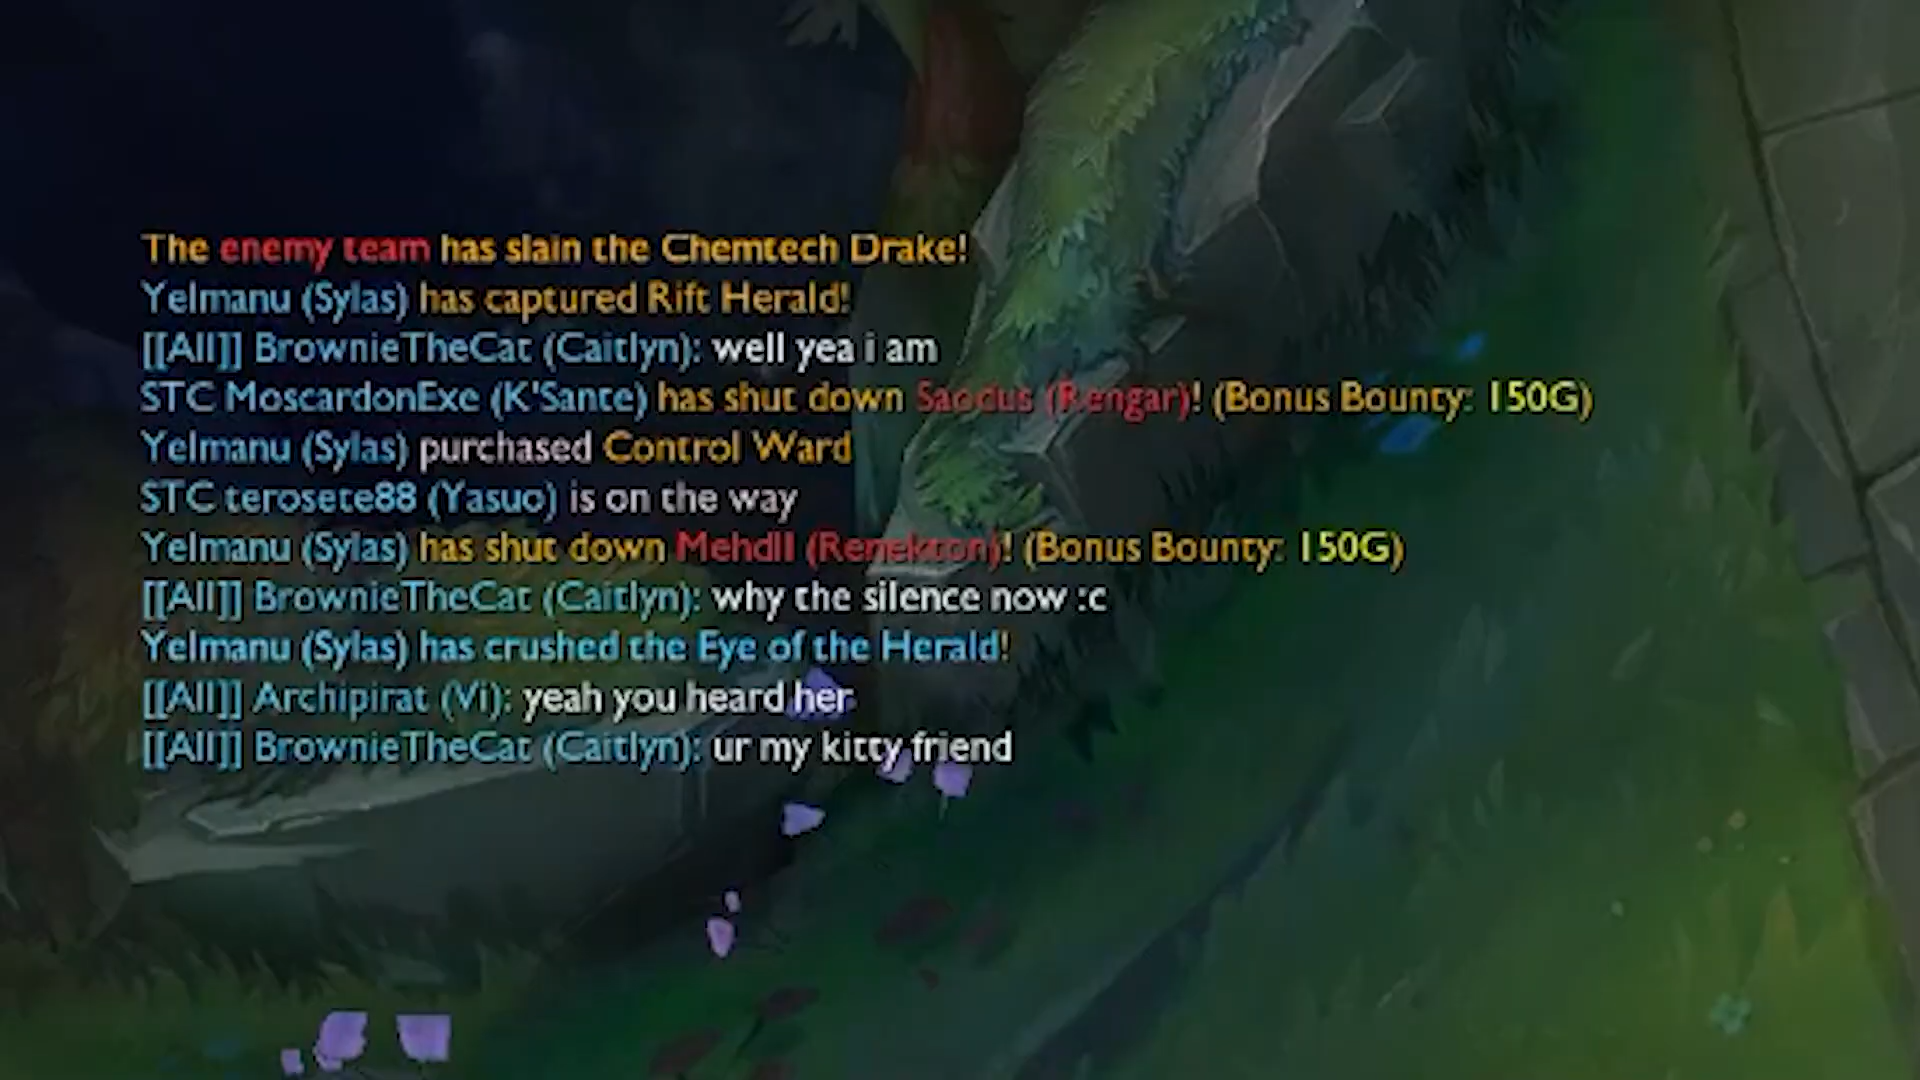 The enemy team has slain the Chemtech Drake!
Yelmanu (Sylas) has captured Rift Herald!
[[All]] BrownieTheCat (Caitlyn): well yea i am
STC MoscardonExe (K'Sante) has shut down Saocus (Rengar)! (Bonus Bounty: 150G)
Yelmanu (Sylas) purchased Control Ward
STC terosete88 (Yasuo) is on the way
Yelmanu (Sylas) has shut down Mehdll (Renekton)! (Bonus Bounty: 150G)
[[All]] BrownieTheCat (Caitlyn): why the silence now :c
Yelmanu (Sylas) has crushed the Eye of the Herald!
[[All]] Archipirat (Vi): yeah you heard her
[[All]] BrownieTheCat (Caitlyn): ur my kitty friend